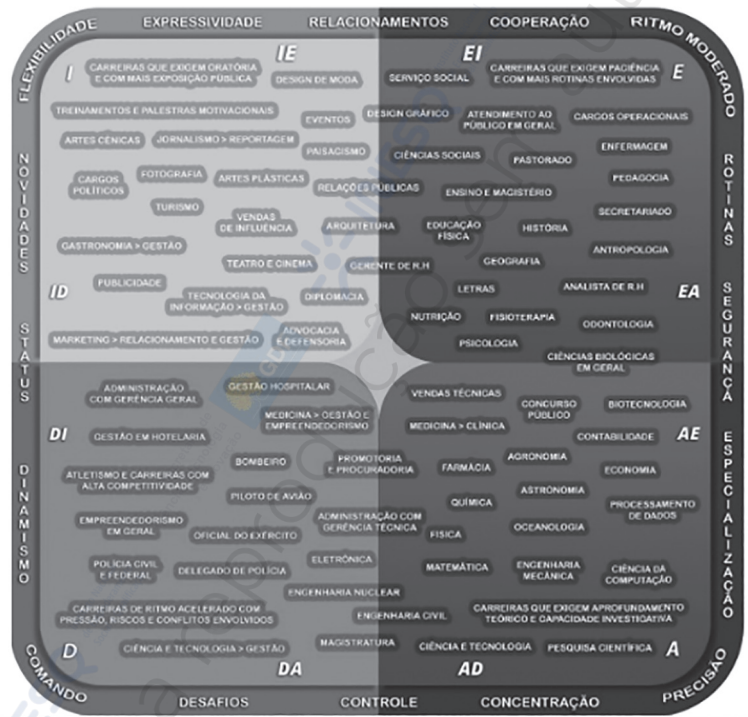 FLEXIBILIDADE
EXPRESSIVIDADE
RELACIONAMENTOS
COOPERAÇÃO
RITMO MODERADO
NOVIDADES
STATUS
DINAMISMO
ROTINAS
SEGURANÇA
ESPECIALIZAÇÃO
I
IE
CARREIRAS QUE EXIGEM ORATÓRIA
E COM MAIS EXPOSIÇÃO PÚBLICA
DESIGN DE MODA
TREINAMENTOS E PALESTRAS MOTIVACIONAIS
EVENTOS
ARTES CÊNICAS
JORNALISMO > REPORTAGEM
PAISAGISMO
CARGOS
POLÍTICOS
FOTOGRAFIA
ARTES PLÁSTICAS
RELAÇÕES PÚBLICAS
TURISMO
VENDAS
DE INFLUÊNCIA
ARQUITETURA
GASTRONOMIA > GESTÃO
TEATRO E CINEMA
GERENTE DE R.H
ID
PUBLICIDADE
TECNOLOGIA DA
INFORMAÇÃO > GESTÃO
DIPLOMACIA
MARKETING > RELACIONAMENTO E GESTÃO
ADVOCACIA
E DEFENSORIA
EI
SERVIÇO SOCIAL
CARREIRAS QUE EXIGEM PACIÊNCIA
E COM MAIS ROTINAS ENVOLVIDAS
E
DESIGN GRÁFICO
ATENDIMENTO AO
PÚBLICO EM GERAL
CARGOS OPERACIONAIS
CIÊNCIAS SOCIAIS
PASTORADO
ENFERMAGEM
ENSINO E MAGISTÉRIO
PEDAGOGIA
EDUCAÇÃO
FÍSICA
HISTÓRIA
SECRETARIADO
GEOGRAFIA
ANTROPOLOGIA
LETRAS
ANALISTA DE R.H
EA
NUTRIÇÃO
FISIOTERAPIA
ODONTOLOGIA
PSICOLOGIA
CIÊNCIAS BIOLÓGICAS
EM GERAL
ADMINISTRAÇÃO
COM GERÊNCIA GERAL
GESTÃO HOSPITALAR
DI
GESTÃO EM HOTELARIA
MEDICINA > GESTÃO E
EMPREENDEDORISMO
ATLETISMO E CARREIRAS COM
ALTA COMPETITIVIDADE
BOMBEIRO
PROMOTORIA
E PROCURADORIA
PILOTO DE AVIÃO
EMPREENDEDORISMO
EM GERAL
OFICIAL DO EXÉRCITO
ADMINISTRAÇÃO COM
GERÊNCIA TÉCNICA
POLÍCIA CIVIL
E FEDERAL
DELEGADO DE POLÍCIA
ELETRÔNICA
ENGENHARIA NUCLEAR
CARREIRAS DE RITMO ACELERADO COM
PRESSÃO, RISCOS E CONFLITOS ENVOLVIDOS
ENGENHARIA CIVIL
D
CIÊNCIA E TECNOLOGIA > GESTÃO
MAGISTRATURA
DA
VENDAS TÉCNICAS
CONCURSO
PÚBLICO
BIOTECNOLOGIA
MEDICINA > CLÍNICA
CONTABILIDADE
AE
AGRONOMIA
FARMÁCIA
ECONOMIA
ASTRONOMIA
QUÍMICA
PROCESSAMENTO
DE DADOS
FISICA
OCEANOLOGIA
MATEMÁTICA
ENGENHARIA
MECÂNICA
CIÊNCIA DA
COMPUTAÇÃO
CARREIRAS QUE EXIGEM APROFUNDAMENTO
TEÓRICO E CAPACIDADE INVESTIGATIVA
CIÊNCIA E TECNOLOGIA
PESQUISA CIENTÍFICA
A
AD
COMANDO
DESAFIOS
CONTROLE
CONCENTRAÇÃO
PRECISÃO